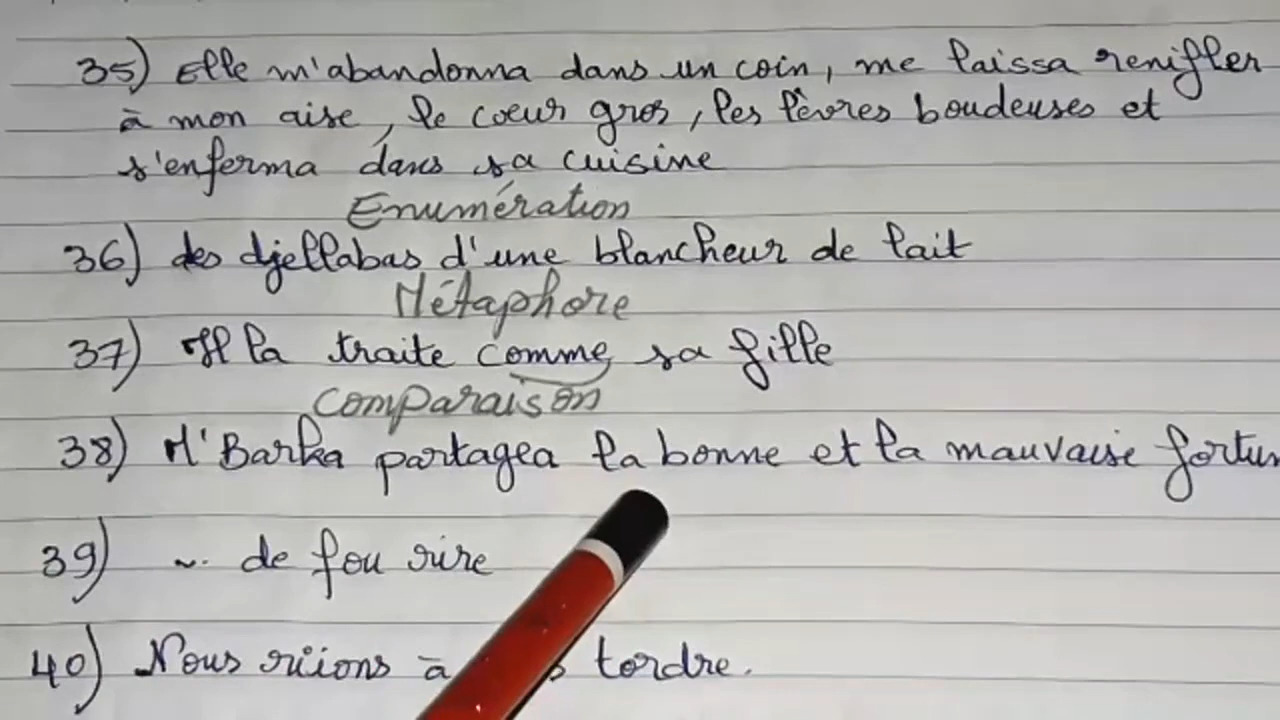 35) Elle m'abandonna dans un coin, me laissa renifler
à mon aise, le coeur gros, les lèvres boudeuses et
s'enferma dans sa cuisine
Enumération
36) des djellabas d'une blancheur de lait
Métaphore
37) Il la traite comme sa fille
Comparaison
38) M'Barka partagea la bonne et la mauvaise fortun
39) ... de fou rire
40) Nous riions à tordre.